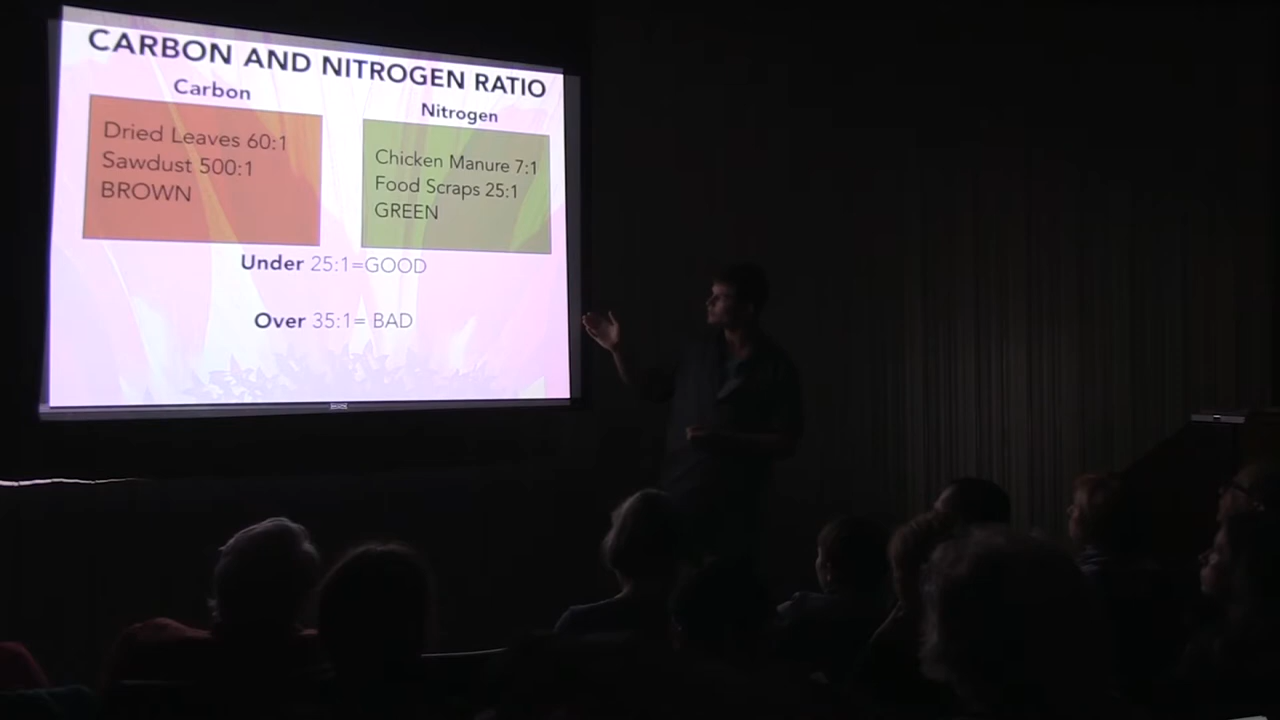 CARBON AND NITROGEN RATIO
Carbon
Dried Leaves 60:1
Sawdust 500:1
BROWN
Nitrogen
Chicken Manure 7:1
Food Scraps 25:1
GREEN
Under 25:1=GOOD
Over 35:1= BAD